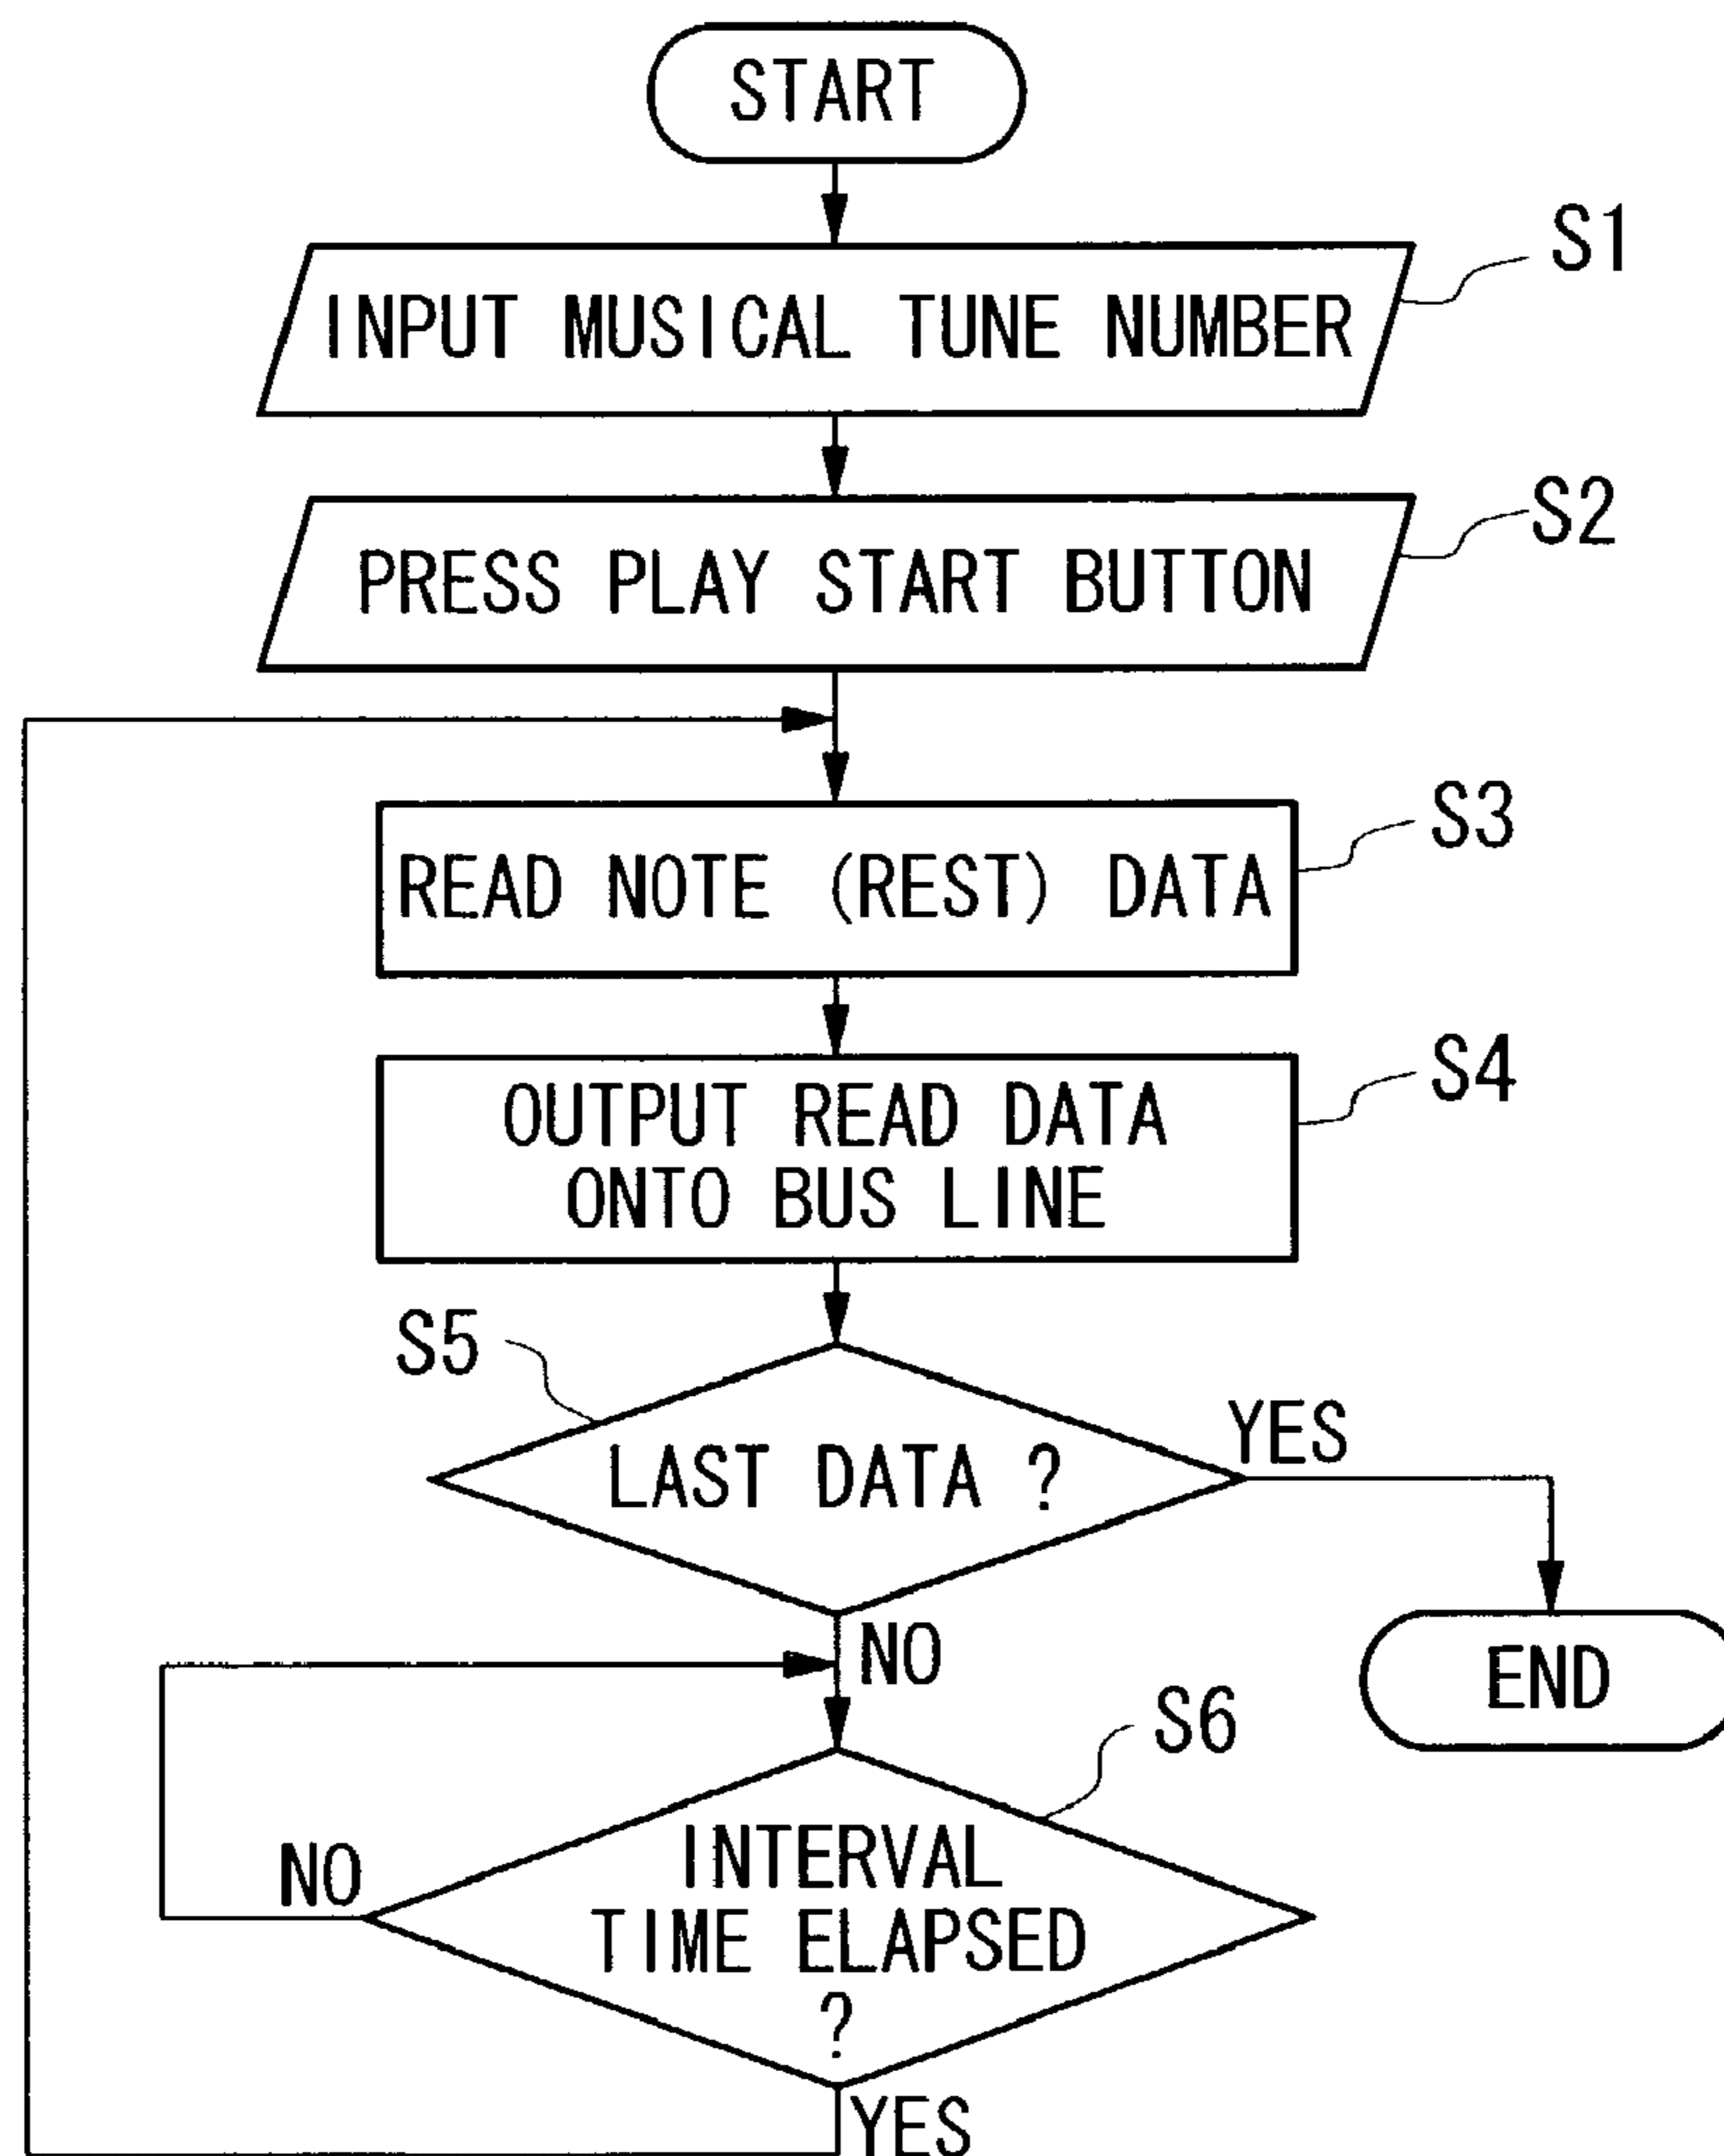 START
S1
INPUT MUSICAL TUNE NUMBER
S2
PRESS PLAY START BUTTON
S3
READ NOTE (REST) DATA
S4
OUTPUT READ DATA
ONTO BUS LINE
S5
YES
LAST DATA ?
NO
END
S6
NO
INTERVAL
TIME ELAPSED
?
YES